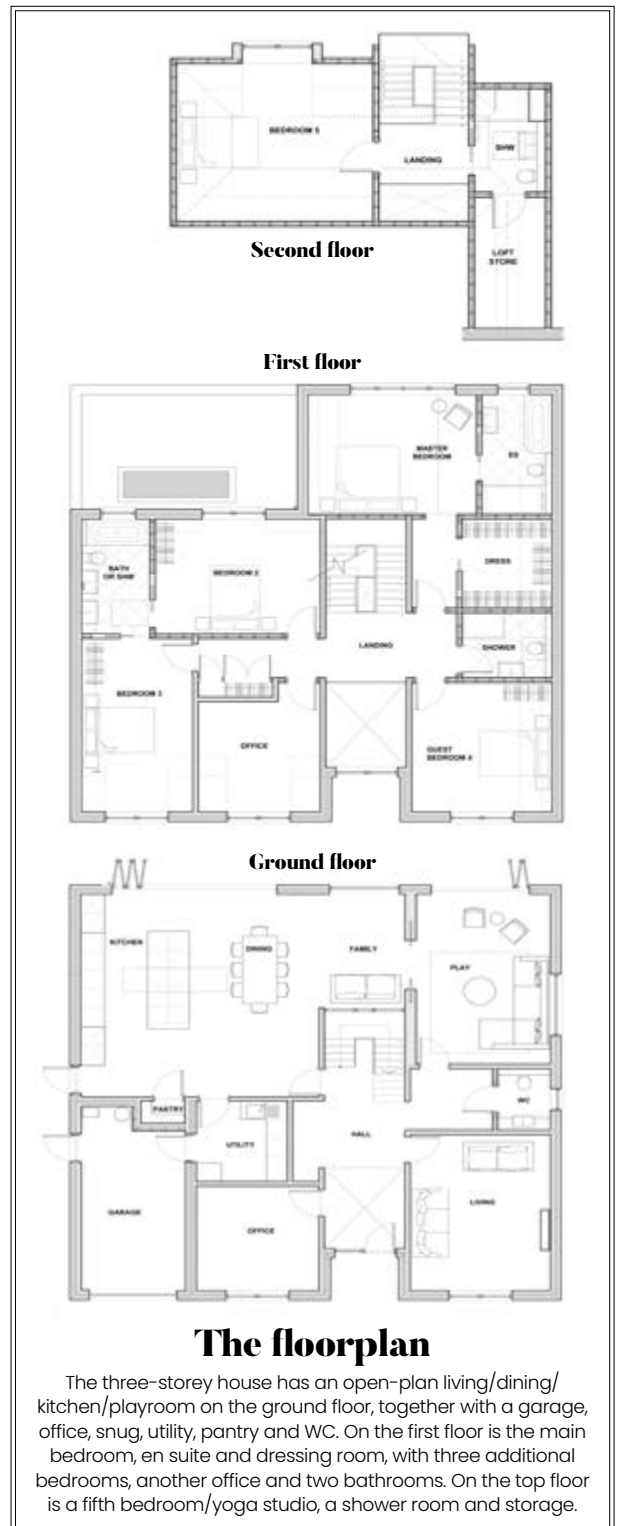 BEDROOM 5
LANDING
SHW
LOFT
STORE
Second floor
First floor
MASTER
BEDROOM
ES
BATH
OR SHW
BEDROOM 2
DRESS
LANDING
SHOWER
BEDROOM 3
OFFICE
GUEST
BEDROOM 4
Ground floor
KITCHEN
DINING
FAMILY
PLAY
PANTRY
WC
UTILITY
HALL
GARAGE
OFFICE
LIVING
The floorplan
The three-storey house has an open-plan living/dining/
kitchen/playroom on the ground floor, together with a garage,
office, snug, utility, pantry and WC. On the first floor is the main
bedroom, en suite and dressing room, with three additional
bedrooms, another office and two bathrooms. On the top floor
is a fifth bedroom/yoga studio, a shower room and storage.